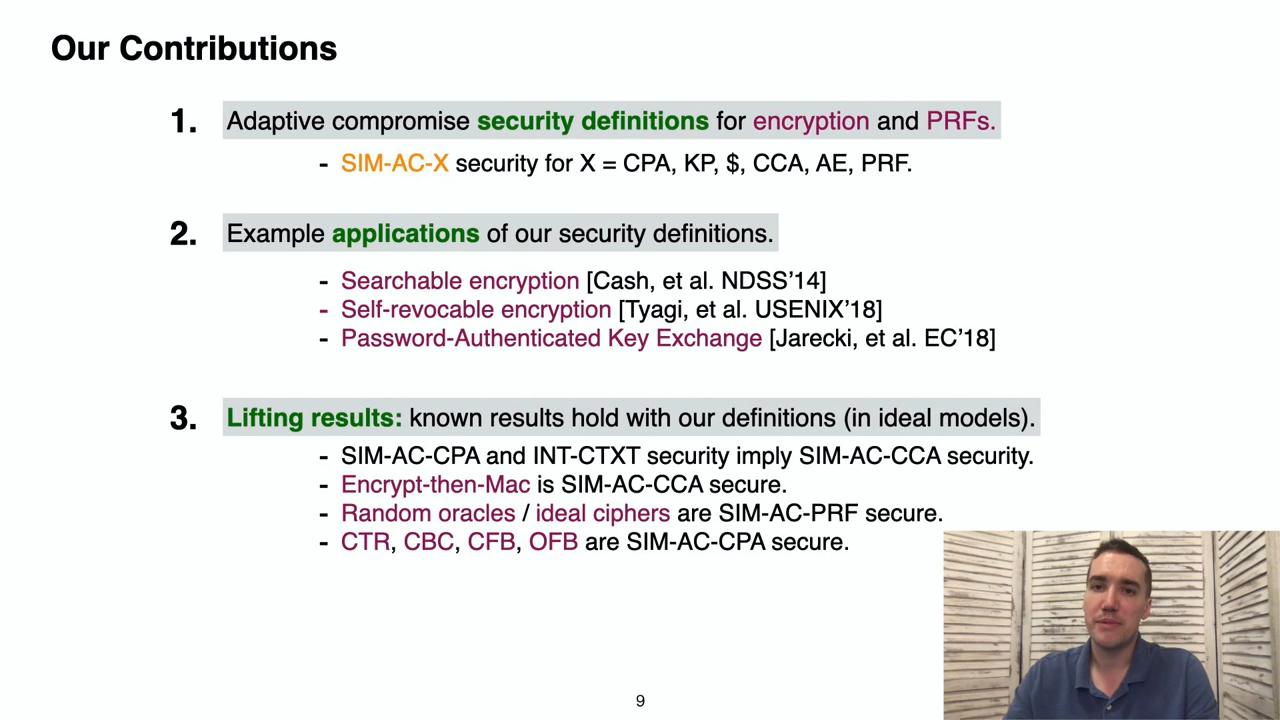 Our Contributions
1. Adaptive compromise security definitions for encryption and PRFs.
- SIM-AC-X security for X = CPA, KP, $, CCA, AE, PRF.
2. Example applications of our security definitions.
- Searchable encryption [Cash, et al. NDSS’14]
- Self-revocable encryption [Tyagi, et al. USENIX’18]
- Password-Authenticated Key Exchange [Jarecki, et al. EC’18]
3. Lifting results: known results hold with our definitions (in ideal models).
- SIM-AC-CPA and INT-CTXT security imply SIM-AC-CCA security.
- Encrypt-then-Mac is SIM-AC-CCA secure.
- Random oracles / ideal ciphers are SIM-AC-PRF secure.
- CTR, CBC, CFB, OFB are SIM-AC-CPA secure.
9